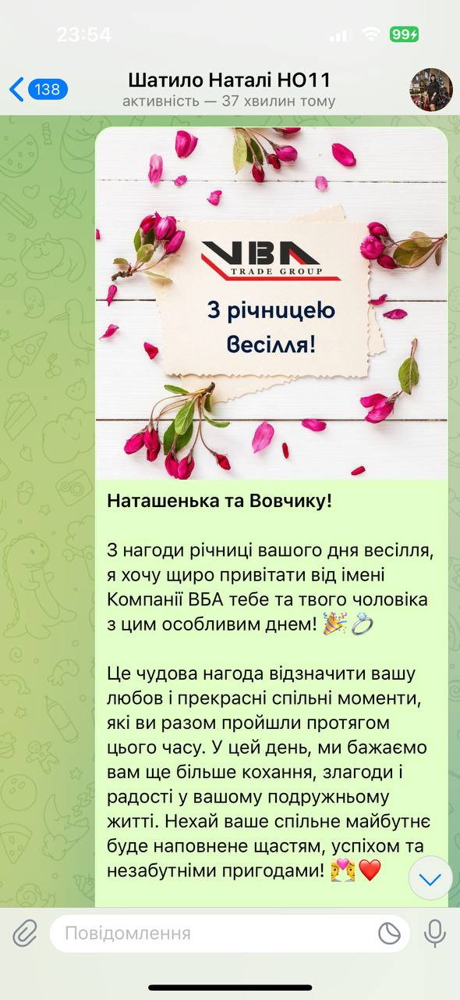 23:54
99
138
Шатило Наталі НО11
активність — 37 хвилин тому
VBA
TRADE GROUP
З річницею
весілля!
Наташенька та Вовчику!
З нагоди річниці вашого дня весілля,
я хочу щиро привітати від імені
Компанії ВБА тебе та твого чоловіка
з цим особливим днем! 🎉💍
Це чудова нагода відзначити вашу
любов і прекрасні спільні моменти,
які ви разом пройшли протягом
цього часу. У цей день, ми бажаємо
вам ще більше кохання, злагоди і
радості у вашому подружньому
житті. Нехай ваше спільне майбутнє
буде наповнене щастям, успіхом та
незабутніми пригодами! 💑❤️
Повідомлення